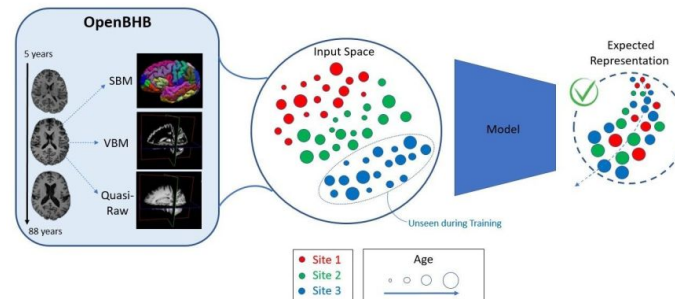 OpenBHB
5 years
SBM
VBM
Quasi-
Raw
88 years
Input Space
Unseen during Training
Model
Expected
Representation
Site 1
Site 2
Site 3
Age